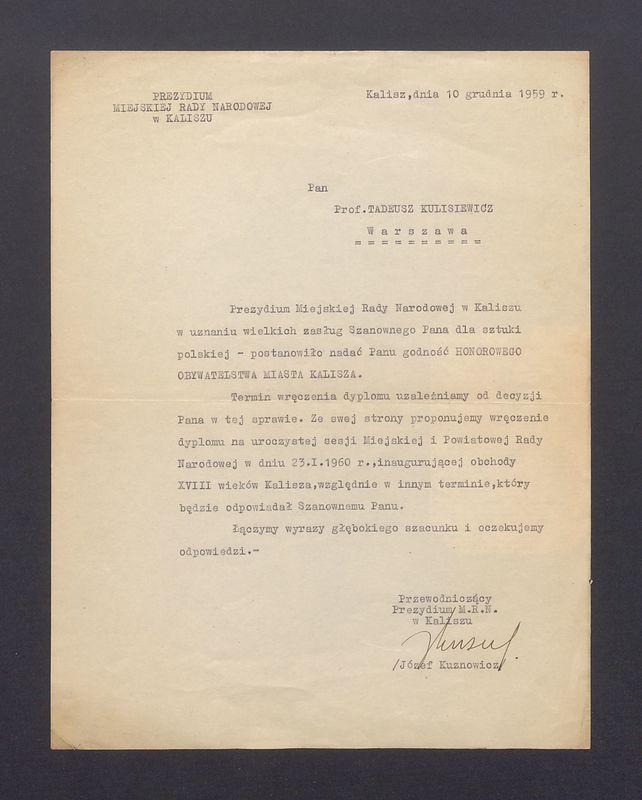 PREZYDIUM
MIEJSKIEJ RADY NARODOWEJ
w KALISZU
Kalisz,dnia 10 grudnia 1959 r.
Pan
Prof.TADEUSZ KULISIEWICZ
W a r s z a w a
= = = = = = = = = =
Prezydium Miejskiej Rady Narodowej w Kaliszu
w uznaniu wielkich zasług Szanownego Pana dla sztuki
polskiej - postanowiło nadać Panu godność HONOROWEGO
OBYWATELSTWA MIASTA KALISZA.
Termin wręczenia dyplomu uzależniamy od decyzji
Pana w tej sprawie. Ze swej strony proponujemy wręczenie
dyplomu na uroczystej sesji Miejskiej i Powiatowej Rady
Narodowej w dniu 23.I.1960 r.,inaugurującej obchody
XVIII wieków Kalisza,względnie w innym terminie,który
będzie odpowiadał Szanownemu Panu.
Łączymy wyrazy głębokiego szacunku i oczekujemy
odpowiedzi.-
Przewodniczący
Prezydium M.R.N.
w Kaliszu
/Józef Kuznowicz/